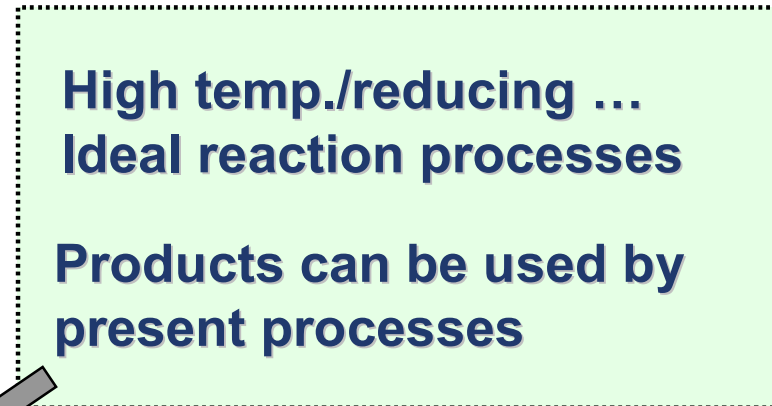 High temp./reducing …
Ideal reaction processes
Products can be used by
present processes